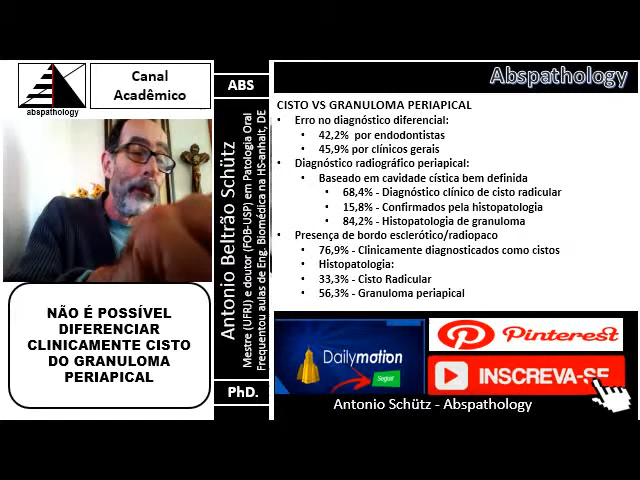 abspathology
Canal
Acadêmico
NÃO É POSSÍVEL
DIFERENCIAR
CLINICAMENTE CISTO
DO GRANULOMA
PERIAPICAL
ABS
Antonio Beltrão Schütz
Mestre (UFRJ) e doutor (FOB-USP) em Patologia Oral
Frequentou aulas de Eng. Biomédica na HS-anhalt, DE
PhD.
Abspathology
CISTO VS GRANULOMA PERIAPICAL
• Erro no diagnóstico diferencial:
• 42,2% por endodontistas
• 45,9% por clínicos gerais
• Diagnóstico radiográfico periapical:
• Baseado em cavidade cística bem definida
• 68,4% - Diagnóstico clínico de cisto radicular
• 15,8% - Confirmados pela histopatologia
• 84,2% - Histopatologia de granuloma
• Presença de bordo esclerótico/radiopaco
• 76,9% - Clinicamente diagnosticados como cistos
• Histopatologia:
• 33,3% - Cisto Radicular
• 56,3% - Granuloma periapical
Dailymotion
Seguir
Pinterest
INSCREVA-SE
Antonio Schütz - Abspathology